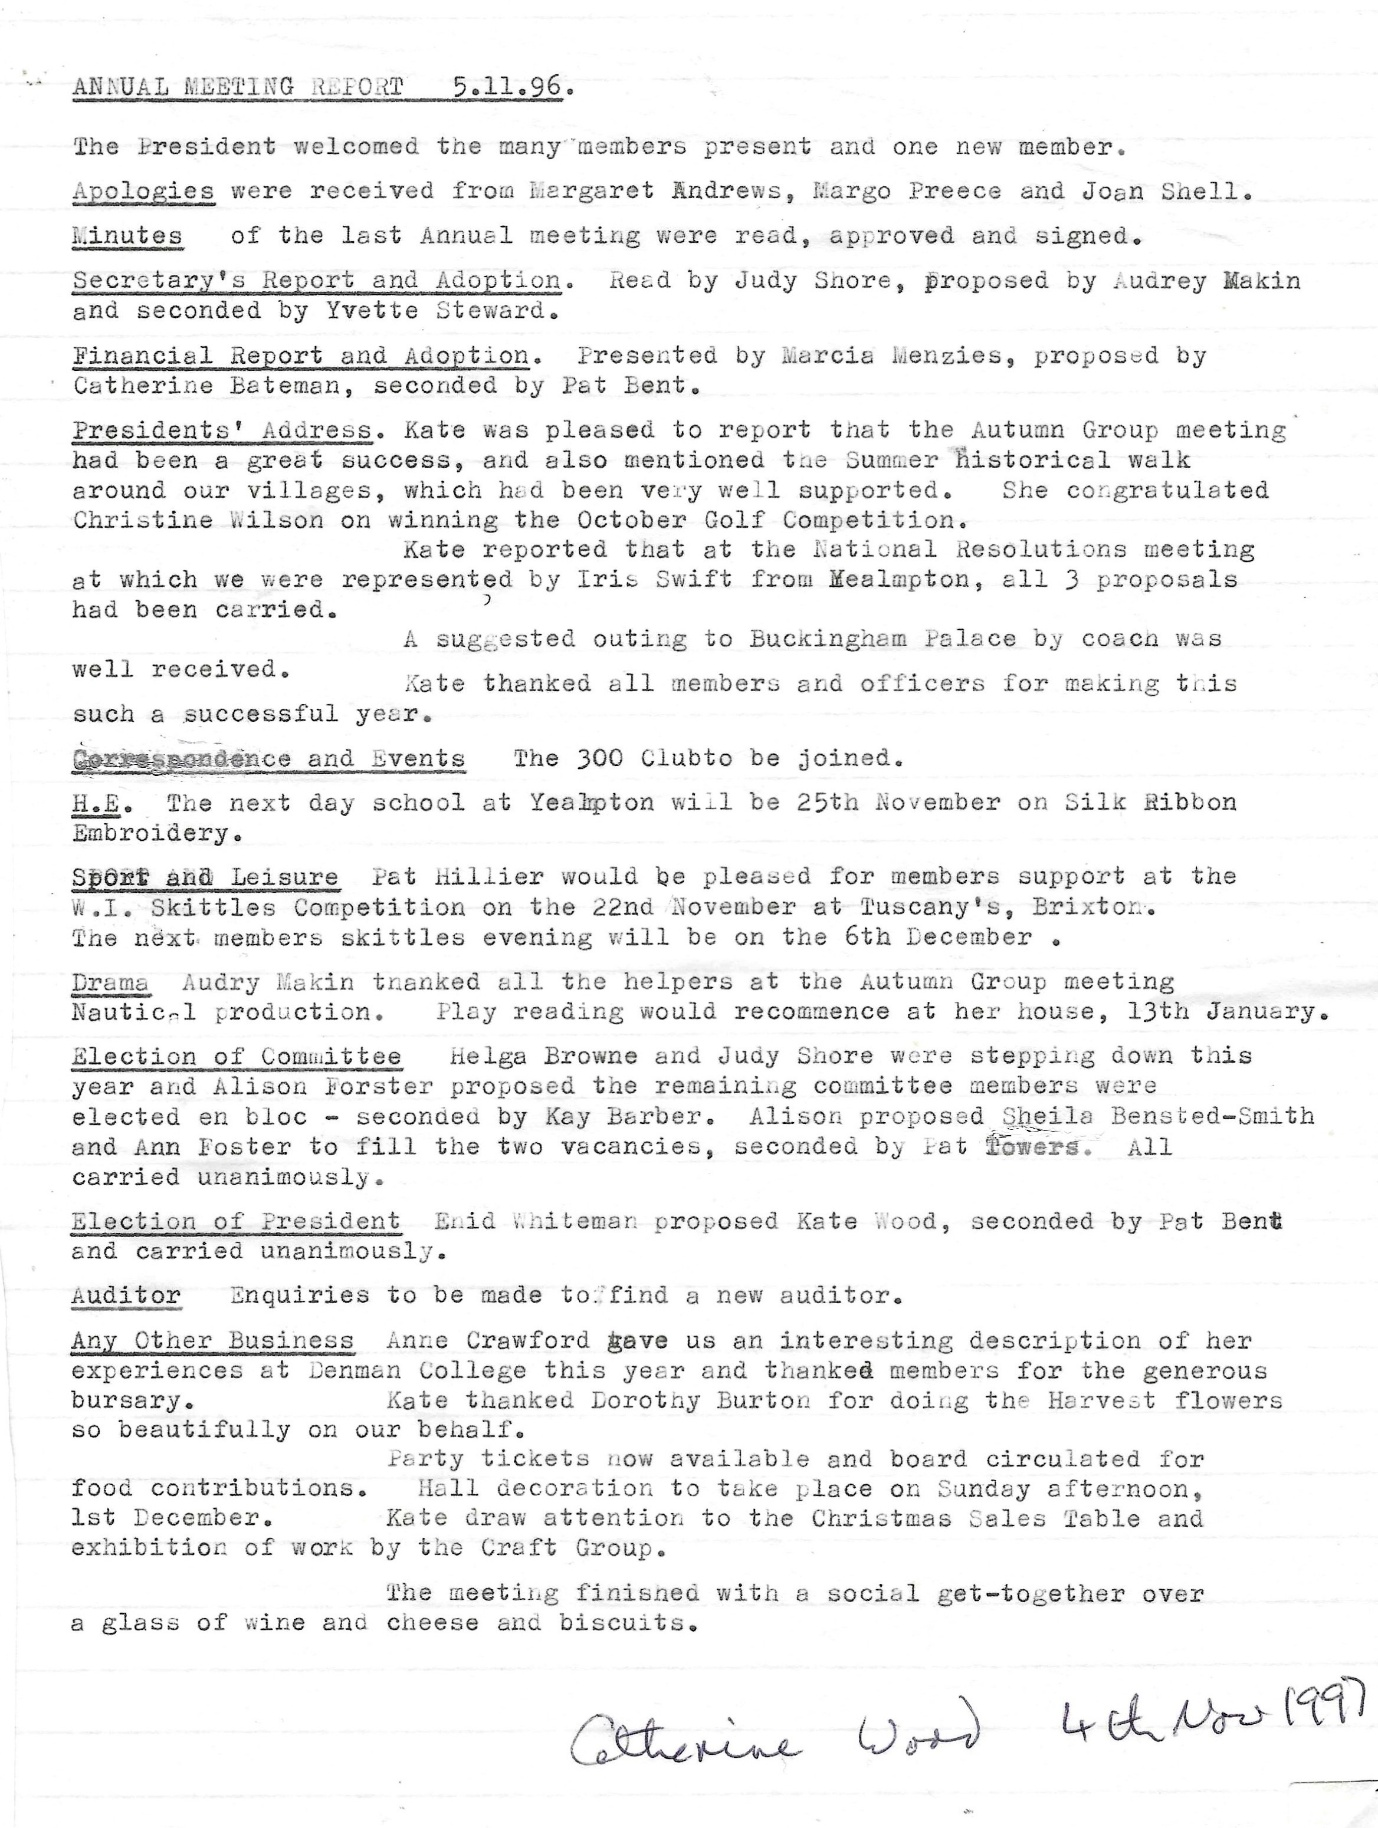 ANNUAL MEETING REPORT 5.11.96.
The President welcomed the many members present and one new member.
Apologies were received from Margaret Andrews, Margo Preece and Joan Shell.
Minutes of the last Annual meeting were read, approved and signed.
Secretary's Report and Adoption. Read by Judy Shore, proposed by Audrey Makin
and seconded by Yvette Steward.
Financial Report and Adoption. Presented by Marcia Menzies, proposed by
Catherine Bateman, seconded by Pat Bent.
Presidents' Address. Kate was pleased to report that the Autumn Group meeting
had been a great success, and also mentioned the Summer historical walk
around our villages, which had been very well supported. She congratulated
Christine Wilson on winning the October Golf Competition.
Kate reported that at the National Resolutions meeting
at which we were represented by Iris Swift from Yealmpton, all 3 proposals
had been carried.
A suggested outing to Buckingham Palace by coach was
well received.
Kate thanked all members and officers for making this
such a successful year.
Correspondence and Events The 300 Clubto be joined.
H.E. The next day school at Yealmpton will be 25th November on Silk Ribbon
Embroidery.
Sport and Leisure Pat Hillier would be pleased for members support at the
W.I. Skittles Competition on the 22nd November at Tuscany's, Brixton.
The next members skittles evening will be on the 6th December .
Drama Audry Makin thanked all the helpers at the Autumn Group meeting
Nautical production. Play reading would recommence at her house, 13th January.
Election of Committee Helga Browne and Judy Shore were stepping down this
year and Alison Forster proposed the remaining committee members were
elected en bloc - seconded by Kay Barber. Alison proposed Sheila Bensted-Smith
and Ann Foster to fill the two vacancies, seconded by Pat Towers. All
carried unanimously.
Election of President Enid Whiteman proposed Kate Wood, seconded by Pat Bent
and carried unanimously.
Auditor Enquiries to be made to find a new auditor.
Any Other Business Anne Crawford gave us an interesting description of her
experiences at Denman College this year and thanked members for the generous
bursary. Kate thanked Dorothy Burton for doing the Harvest flowers
so beautifully on our behalf.
Party tickets now available and board circulated for
food contributions. Hall decoration to take place on Sunday afternoon,
1st December. Kate draw attention to the Christmas Sales Table and
exhibition of work by the Craft Group.
The meeting finished with a social get-together over
a glass of wine and cheese and biscuits.
Catherine Wood 4th Nov 1997